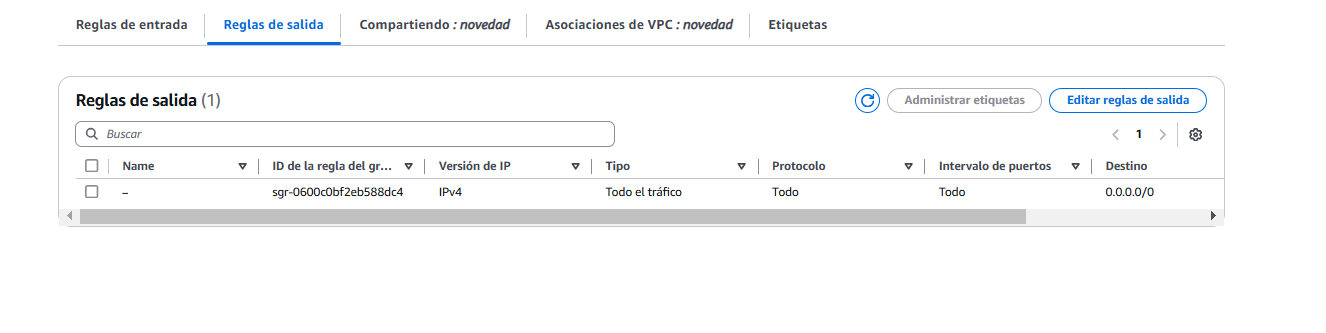 Reglas de entrada Reglas de salida Compartiendo : novedad Asociaciones de VPC : novedad Etiquetas
Reglas de salida (1) Administrar etiquetas Editar reglas de salida
Buscar 1
Name ID de la regla del gr... Versión de IP Tipo Protocolo Intervalo de puertos Destino
– sgr-0600c0bf2eb588dc4 IPv4 Todo el tráfico Todo Todo 0.0.0.0/0